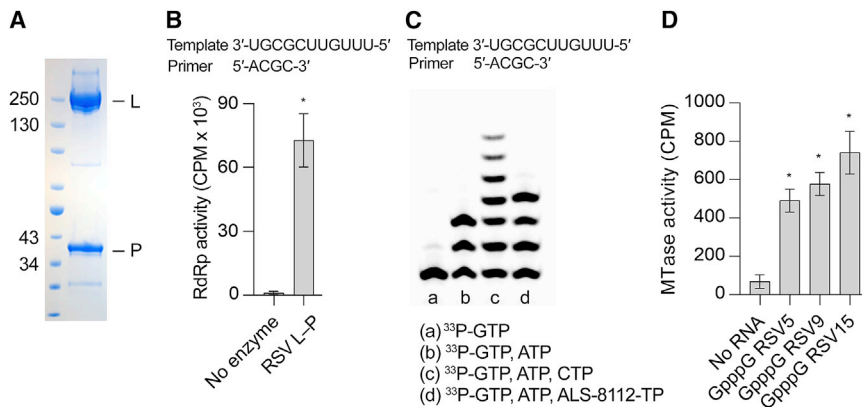 A
250
130
43
34
L
P
B
Template 3′-UGCGCUUGUUU-5′
Primer 5′-ACGC-3′
RdRp activity (CPM x 10³)
90
60
30
0
*
No enzyme
RSV L–P
C
Template 3′-UGCGCUUGUUU-5′
Primer 5′-ACGC-3′
a b c d
(a) ³³P-GTP
(b) ³³P-GTP, ATP
(c) ³³P-GTP, ATP, CTP
(d) ³³P-GTP, ATP, ALS-8112-TP
D
MTase activity (CPM)
1000
800
600
400
200
0
* * *
No RNA
GpppG RSV5
GpppG RSV9
GpppG RSV15